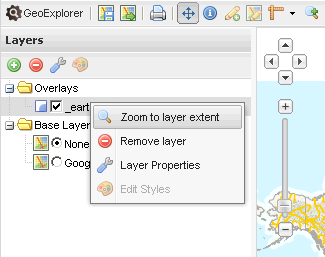 GeoExplorer
Layers
Overlays
_eart
Zoom to layer extent
Remove layer
Layer Properties
Edit Styles
Base Layer
None
Goog